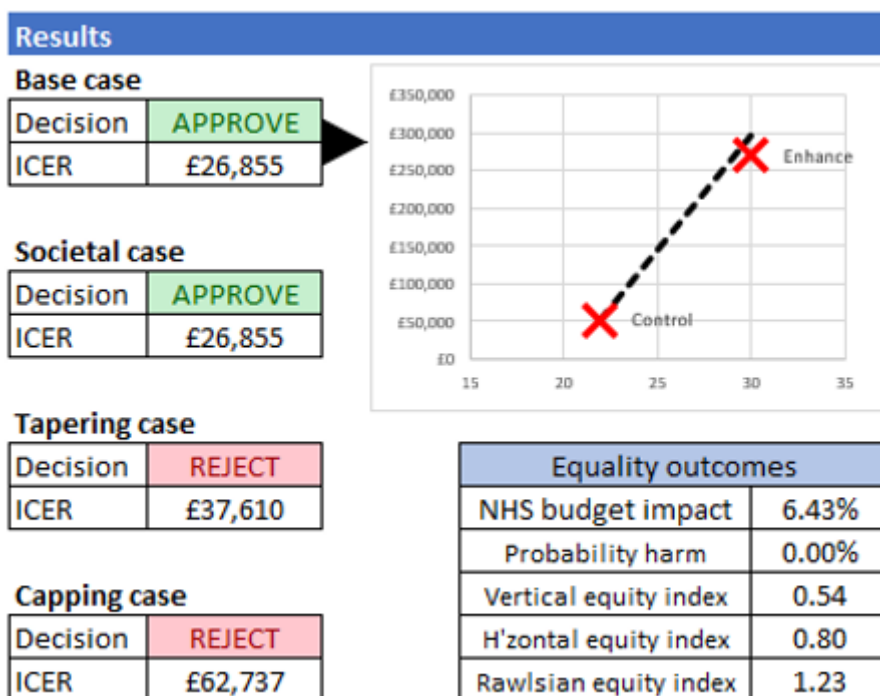 Results
Base case
Decision APPROVE
ICER £26,855
£350,000
£300,000
£250,000
£200,000
£150,000
£100,000
£50,000
£0
15 20 25 30 35
Enhance
Control
Societal case
Decision APPROVE
ICER £26,855
Tapering case
Decision REJECT
ICER £37,610
Capping case
Decision REJECT
ICER £62,737
Equality outcomes
NHS budget impact 6.43%
Probability harm 0.00%
Vertical equity index 0.54
H'zontal equity index 0.80
Rawlsian equity index 1.23